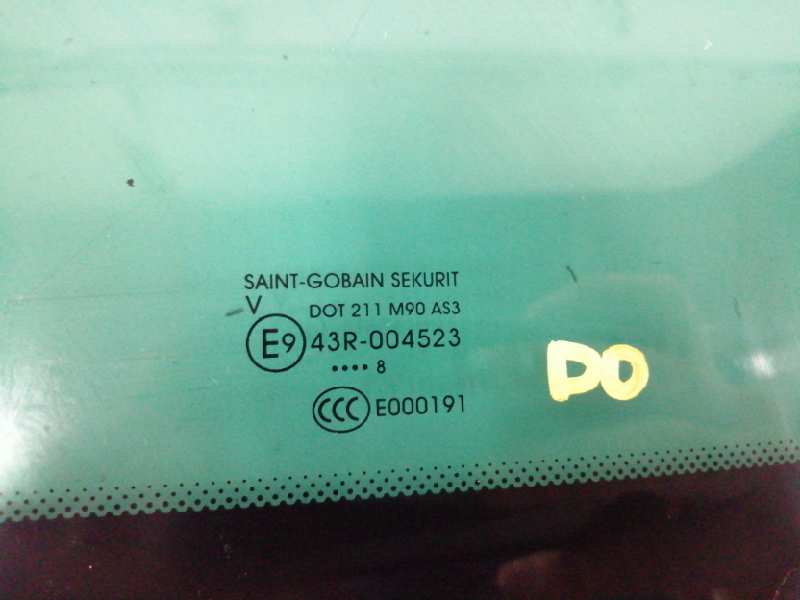 SAINT-GOBAIN SEKURIT
V DOT 211 M90 AS3
E9 43R-004523
•••• 8
CCC E000191
DO